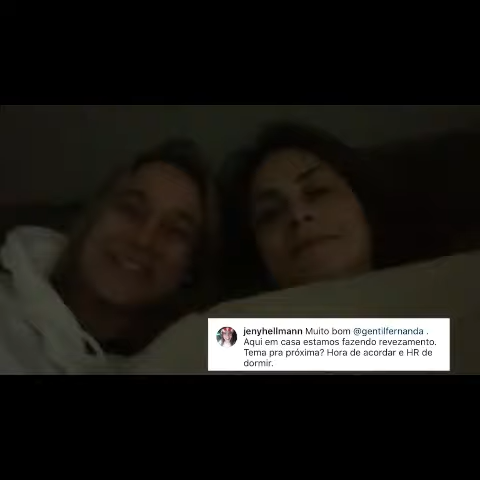 jenyhellmann Muito bom @gentilfernanda .
Aqui em casa estamos fazendo revezamento.
Tema pra próxima? Hora de acordar e HR de
dormir.